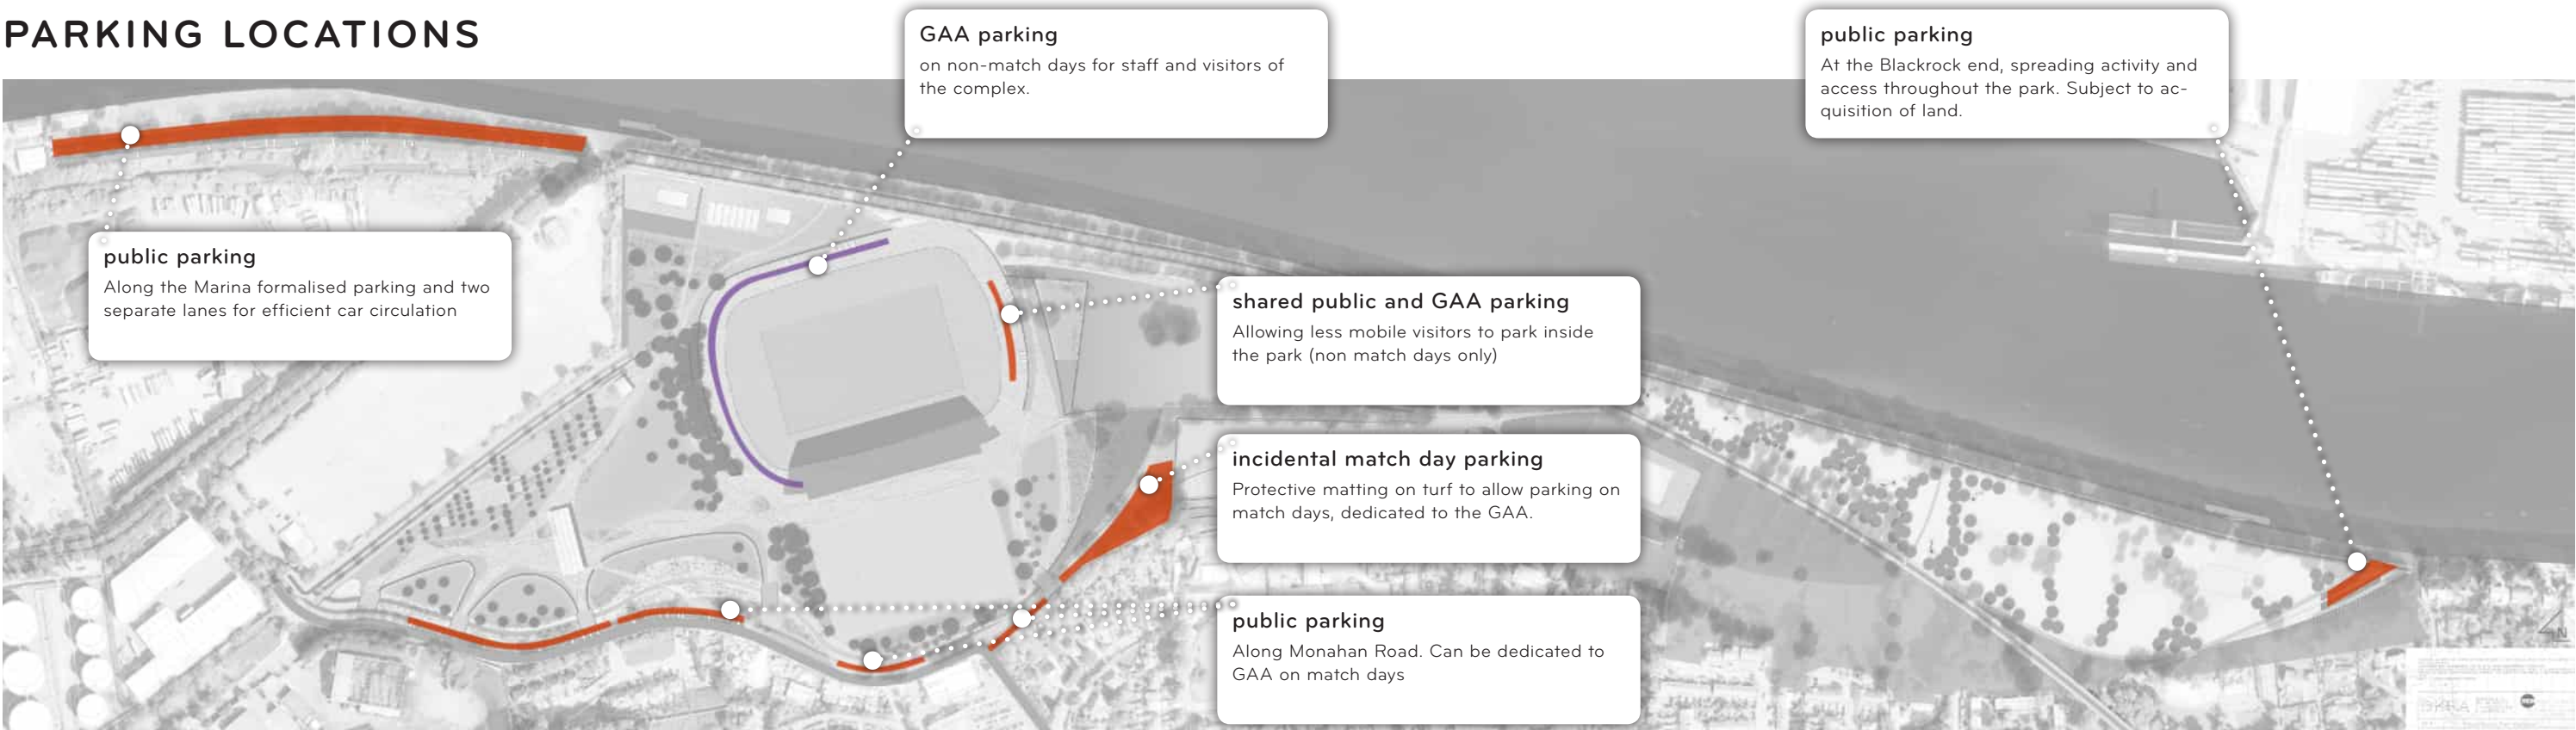 PARKING LOCATIONS
GAA parking
on non-match days for staff and visitors of
the complex.
public parking
At the Blackrock end, spreading activity and
access throughout the park. Subject to ac-
quisition of land.
public parking
Along the Marina formalised parking and two
separate lanes for efficient car circulation
shared public and GAA parking
Allowing less mobile visitors to park inside
the park (non match days only)
incidental match day parking
Protective matting on turf to allow parking on
match days, dedicated to the GAA.
public parking
Along Monahan Road. Can be dedicated to
GAA on match days
N